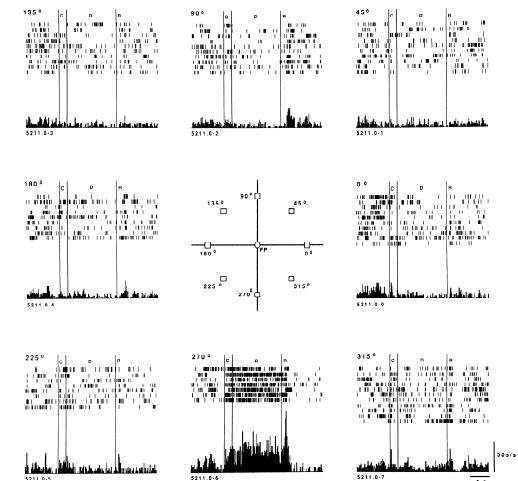 135°
C D R
5211.0-3
90°
C D R
5211.0-2
45°
C D R
5211.0-1
180°
C D R
5211.0-4
90°
135° 45°
180° FP 0°
225° 315°
270°
0°
C D R
5211.0 0
225°
C D R
5211.0-5
270°
C D R
5211.0-6
315°
C D R
5211.0-7